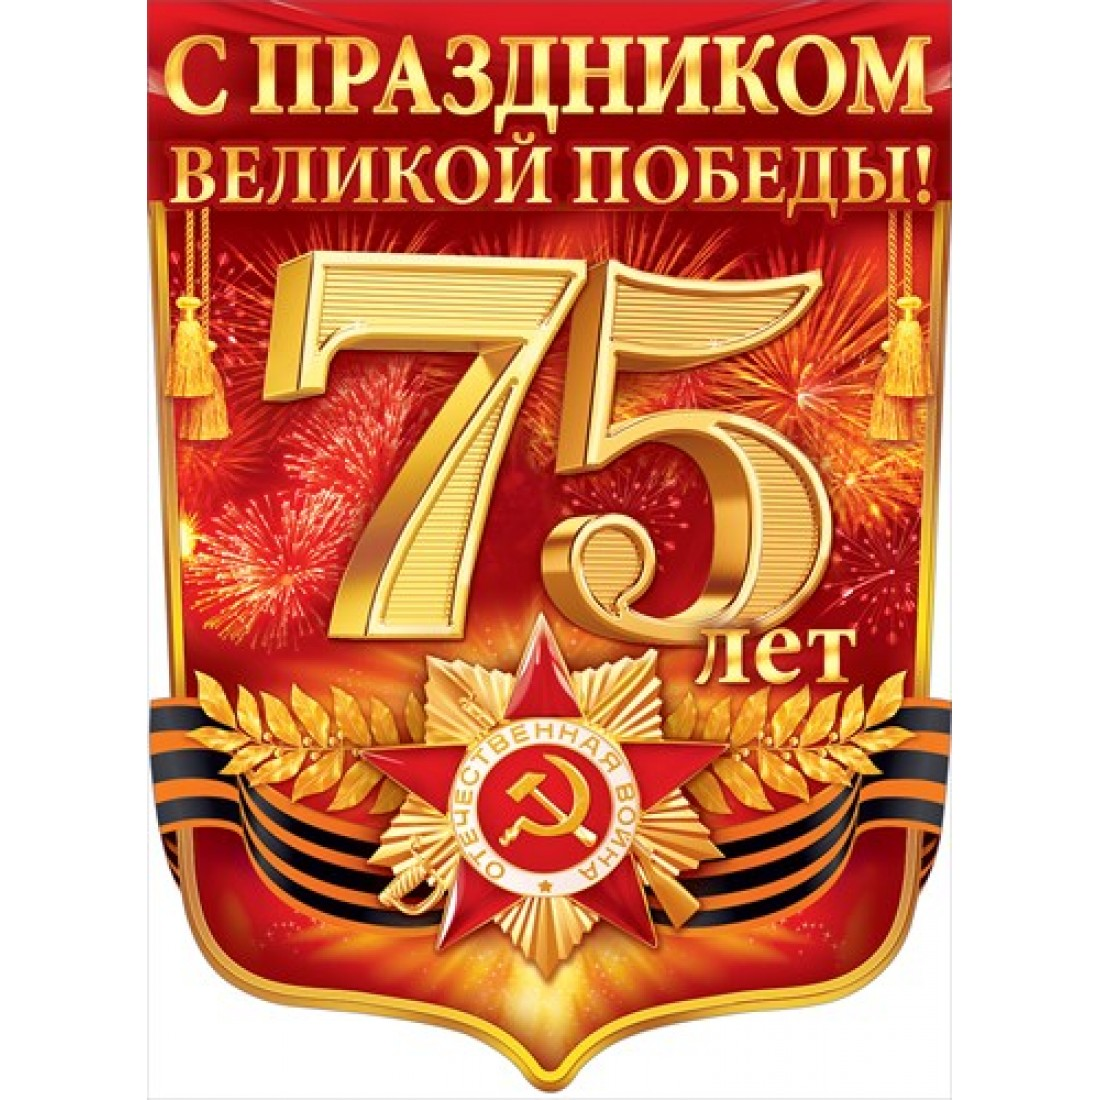 С ПРАЗДНИКОМ
ВЕЛИКОЙ ПОБЕДЫ!
75
лет
ОТЕЧЕСТВЕННАЯ ВОЙНА